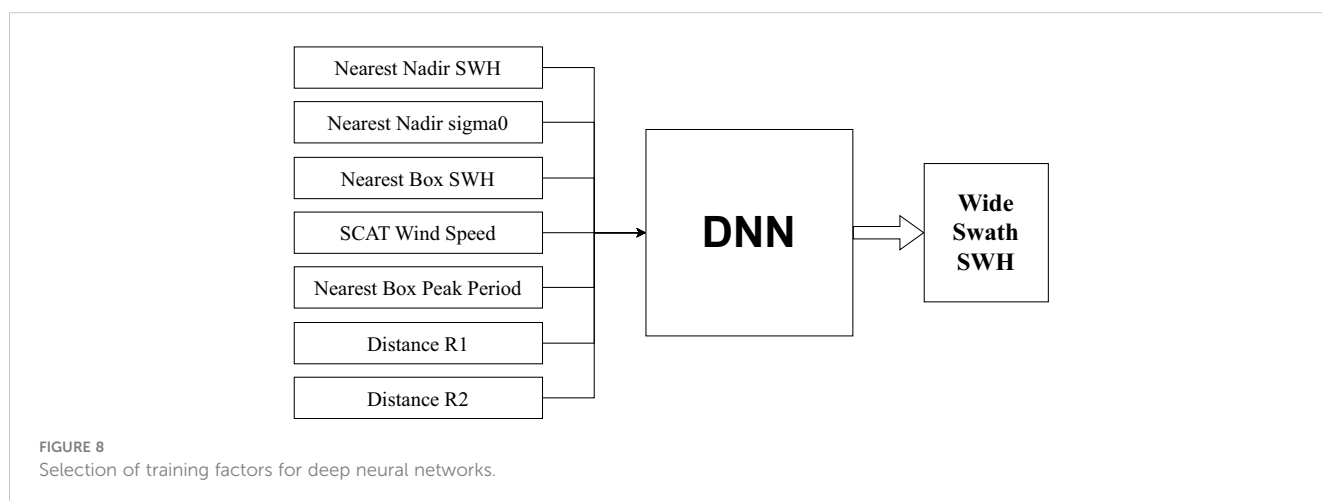 Nearest Nadir SWH
Nearest Nadir sigma0
Nearest Box SWH
SCAT Wind Speed
Nearest Box Peak Period
Distance R1
Distance R2
DNN
Wide
Swath
SWH
FIGURE 8
Selection of training factors for deep neural networks.